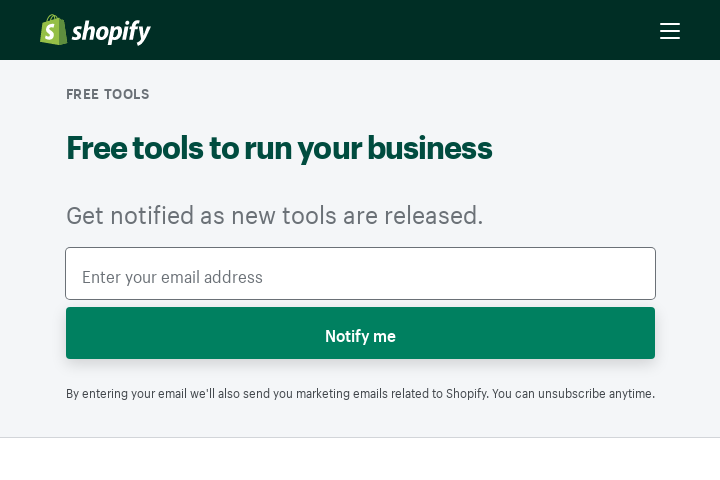 shopify
FREE TOOLS
Free tools to run your business
Get notified as new tools are released.
Enter your email address
Notify me
By entering your email we'll also send you marketing emails related to Shopify. You can unsubscribe anytime.